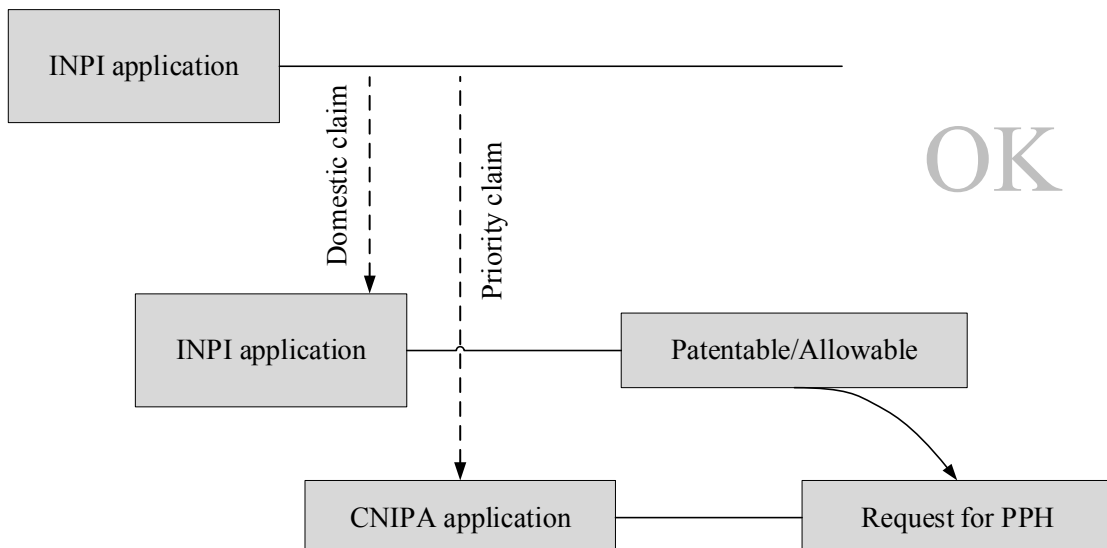 INPI application
OK
Domestic claim
Priority claim
INPI application
Patentable/Allowable
CNIPA application
Request for PPH